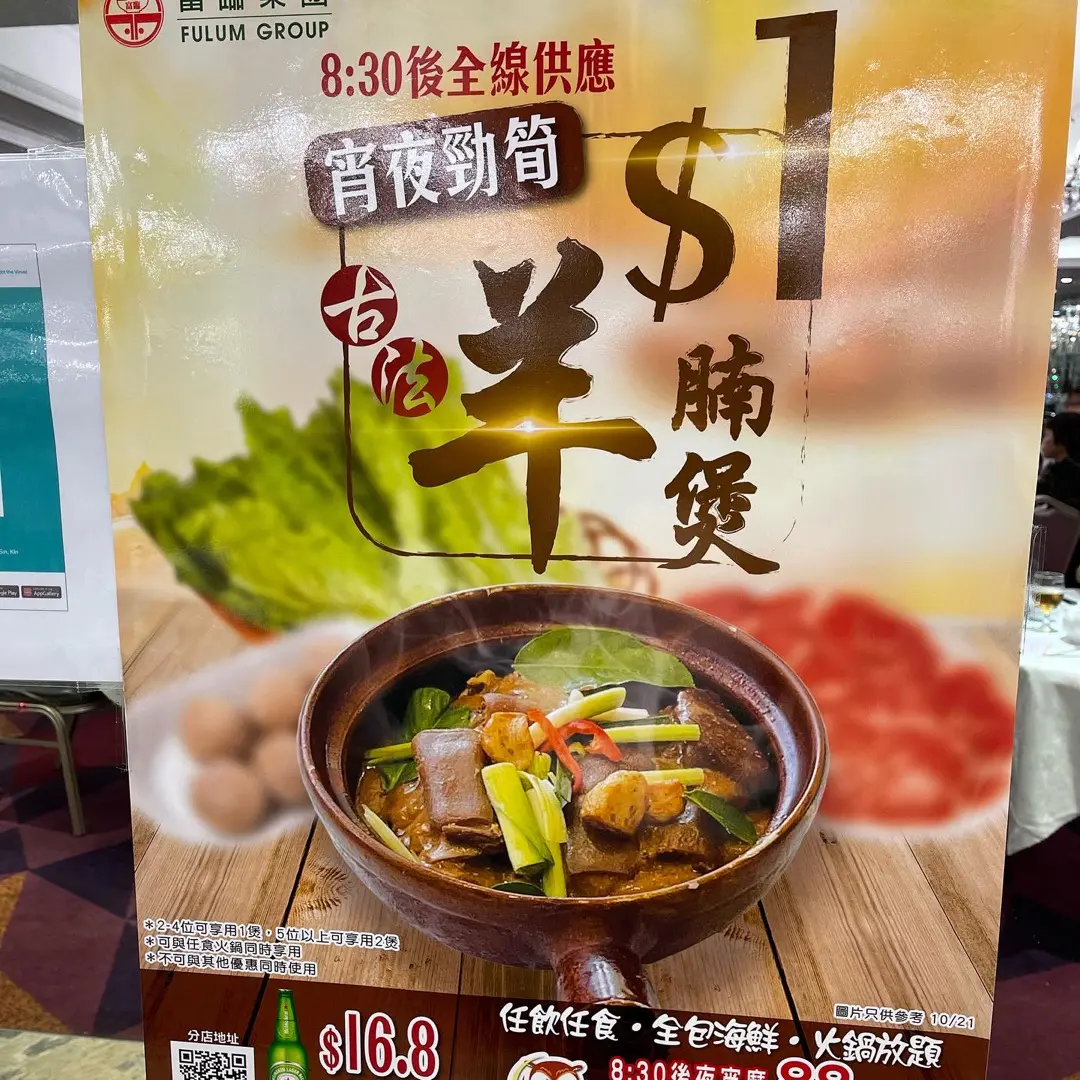 富臨集團
FULUM GROUP
8:30後全線供應
宵夜勁筍
$1
古法
羊
腩煲
*2-4位可享用1煲,5位以上可享用2煲
*可與任食火鍋同時享用
*不可與其他優惠同時使用
圖片只供參考 10/21
分店地址
$16.8
任飲任食・全包海鮮・火鍋放題
8:30後夜宵席
88
AppGallery